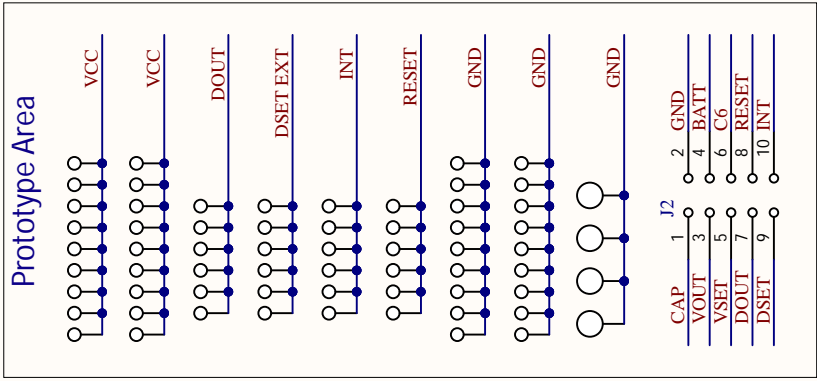 Prototype Area
VCC
VCC
DOUT
DSET EXT
INT
RESET
GND
GND
GND
J2
2 GND
4 BATT
6 C6
8 RESET
10 INT
CAP 1
VOUT 3
VSET 5
DOUT 7
DSET 9